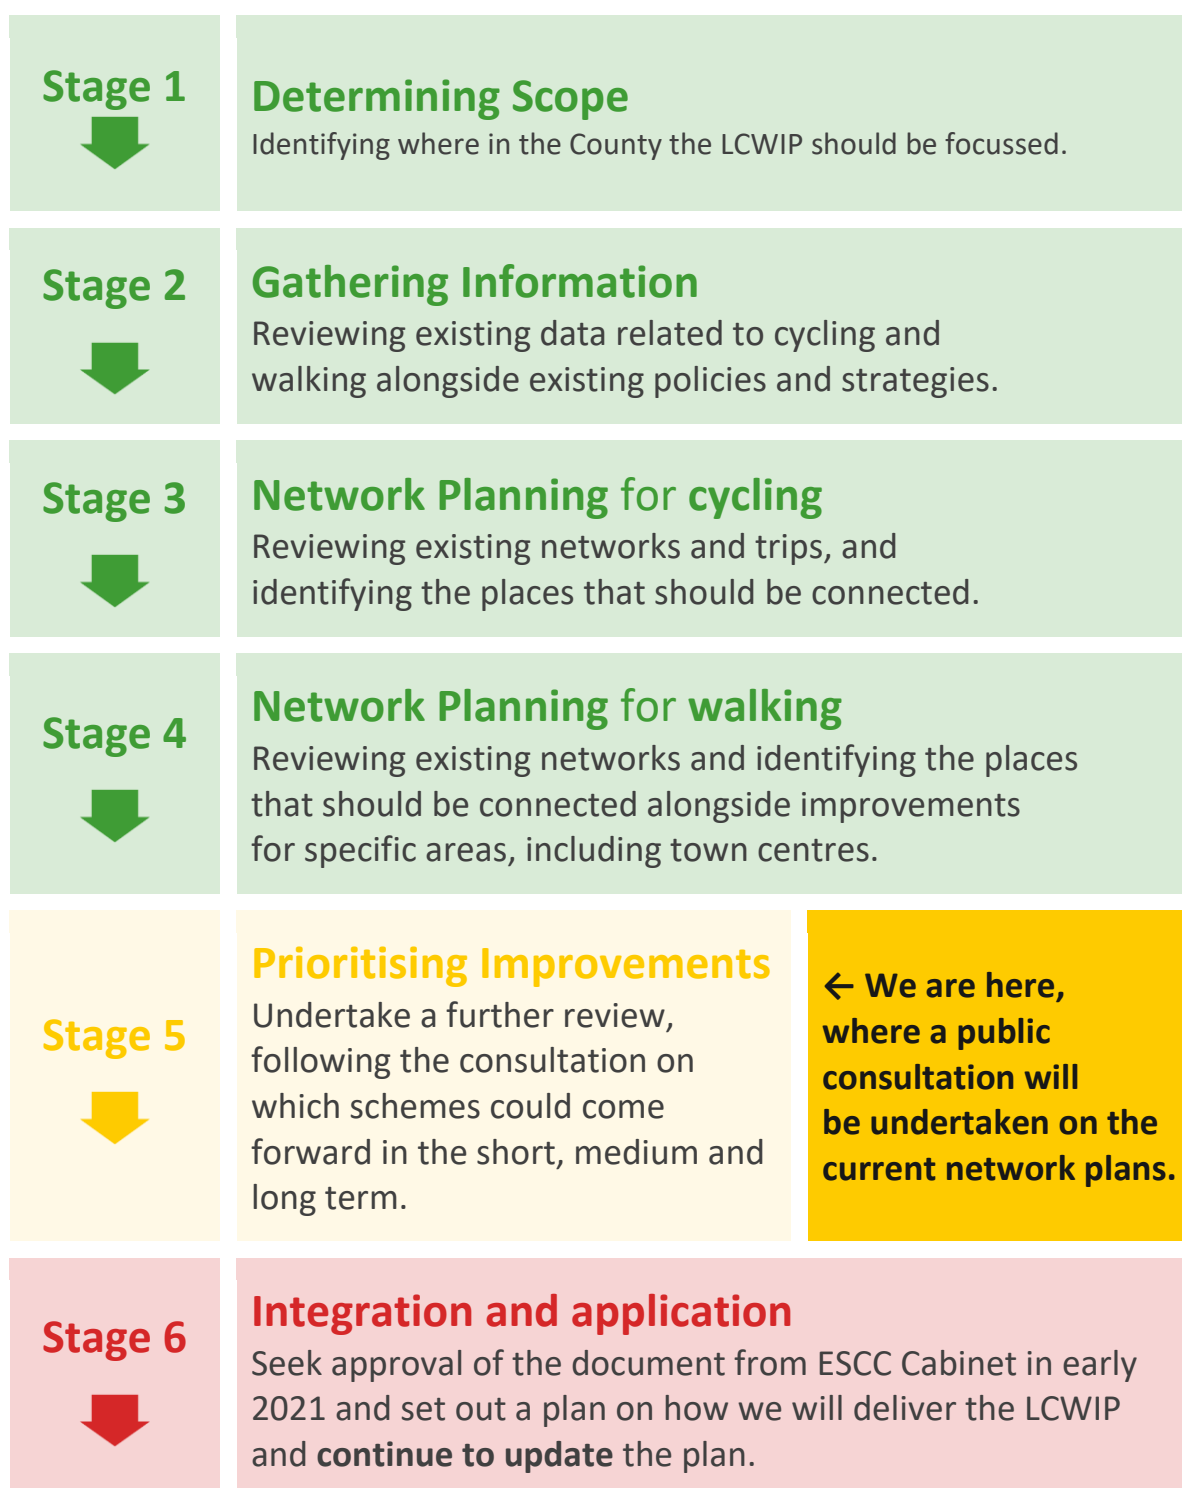 Stage 1
Determining Scope
Identifying where in the County the LCWIP should be focussed.
Stage 2
Gathering Information
Reviewing existing data related to cycling and
walking alongside existing policies and strategies.
Stage 3
Network Planning for cycling
Reviewing existing networks and trips, and
identifying the places that should be connected.
Stage 4
Network Planning for walking
Reviewing existing networks and identifying the places
that should be connected alongside improvements
for specific areas, including town centres.
Stage 5
Prioritising Improvements
Undertake a further review,
following the consultation on
which schemes could come
forward in the short, medium and
long term.
← We are here,
where a public
consultation will
be undertaken on the
current network plans.
Stage 6
Integration and application
Seek approval of the document from ESCC Cabinet in early
2021 and set out a plan on how we will deliver the LCWIP
and continue to update the plan.